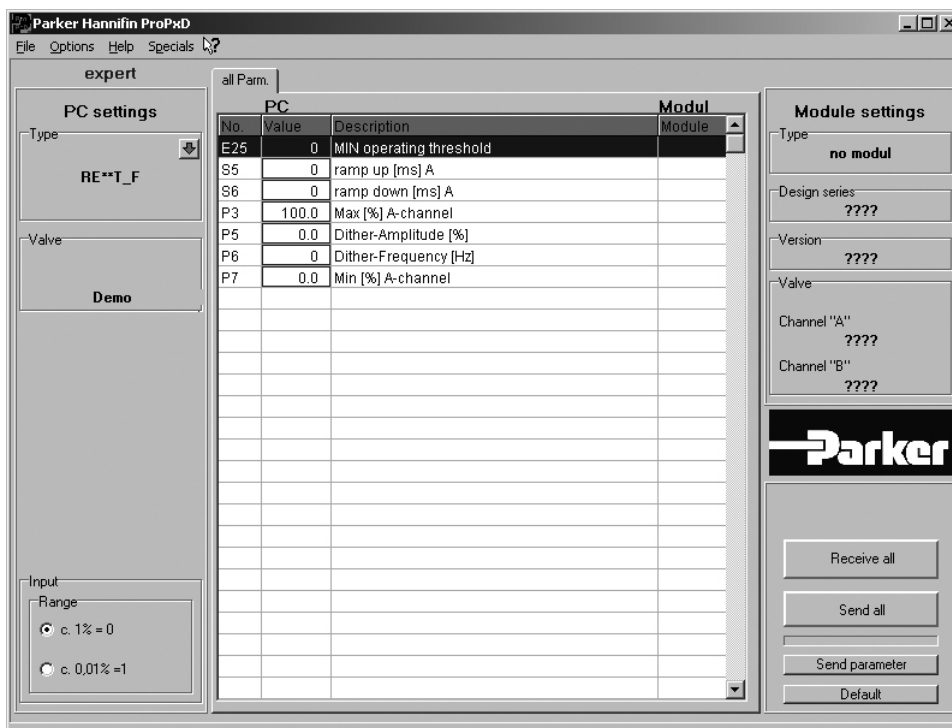 Parker Hannifin ProPxD
File Options Help Specials ?
expert
PC settings
Type
RE**T_F
Valve
Demo
Input
Range
c. 1% = 0
c. 0,01% =1
all Parm.
PC Modul
No. Value Description Module
E25 0 MIN operating threshold
S5 0 ramp up [ms] A
S6 0 ramp down [ms] A
P3 100.0 Max [%] A-channel
P5 0.0 Dither-Amplitude [%]
P6 0 Dither-Frequency [Hz]
P7 0.0 Min [%] A-channel
Module settings
Type
no modul
Design series
????
Version
????
Valve
Channel "A"
????
Channel "B"
????
Parker
Receive all
Send all
Send parameter
Default